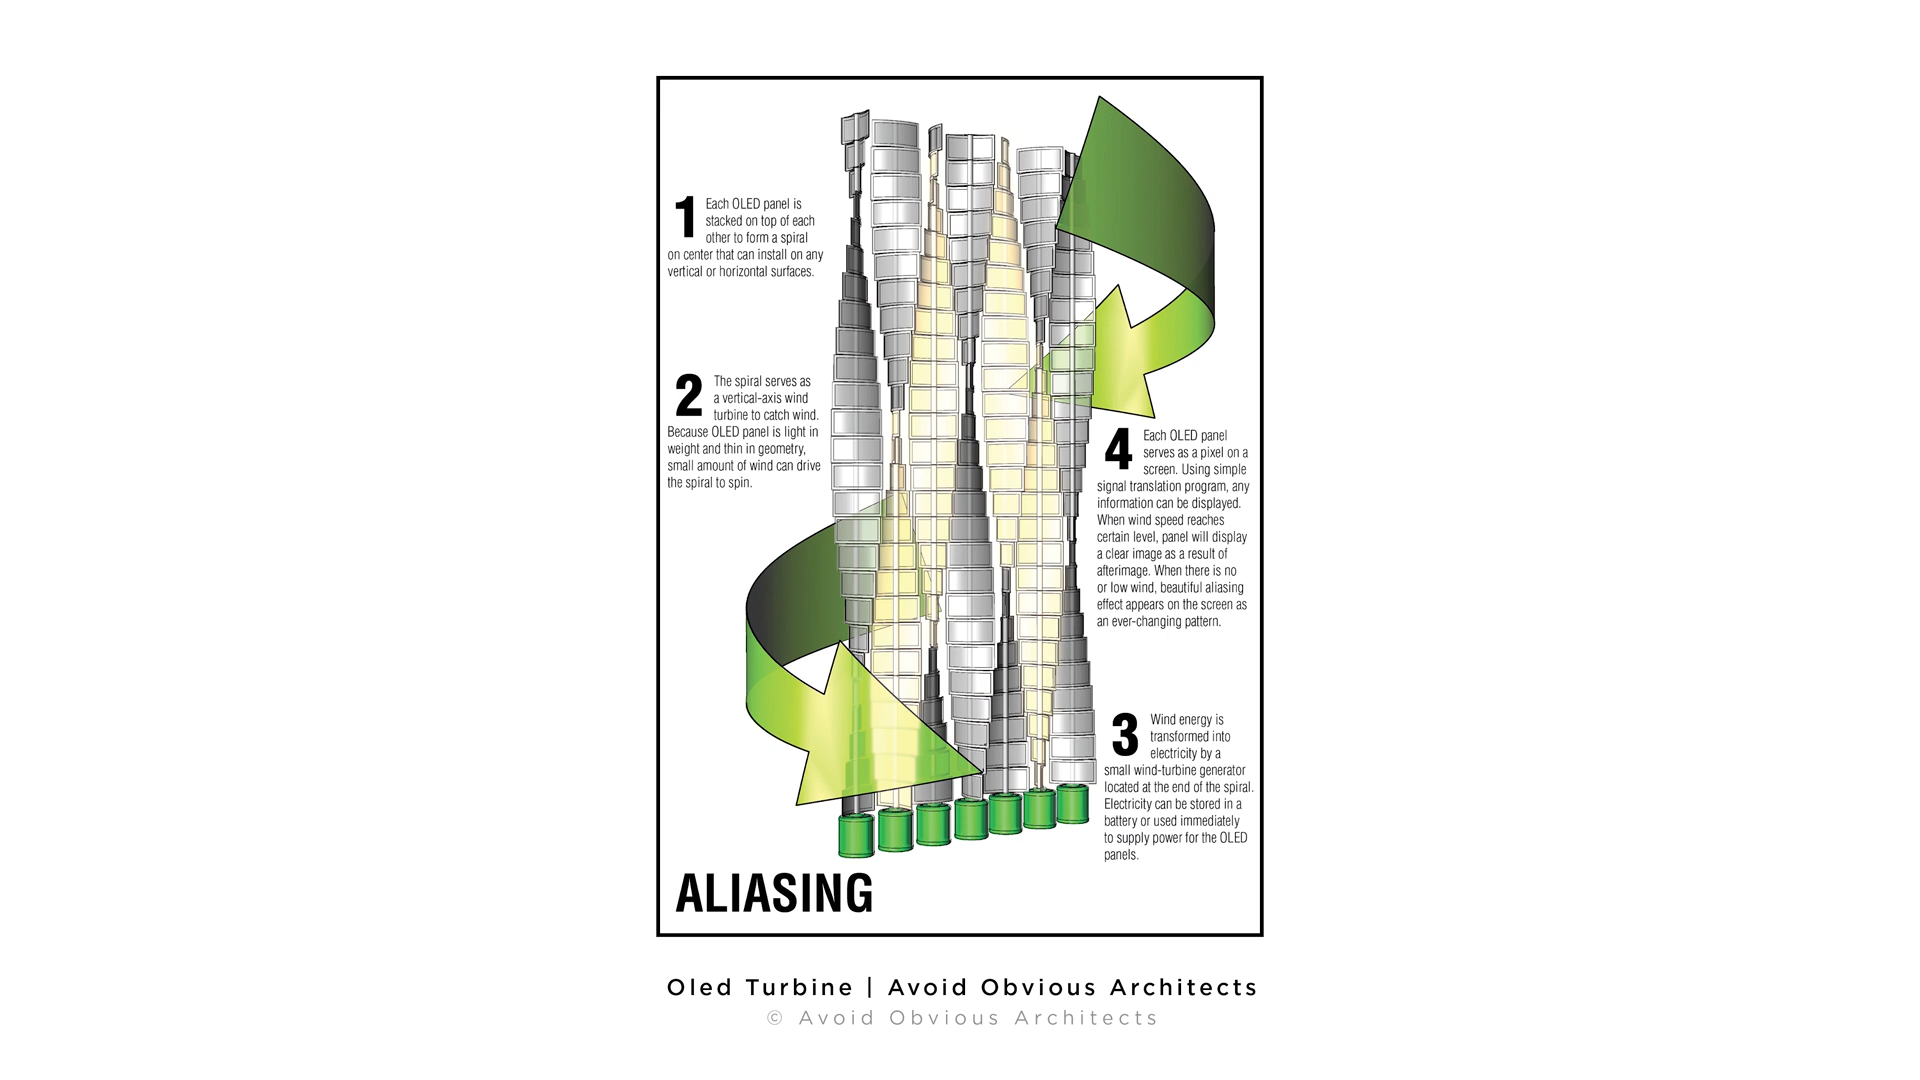 1 Each OLED panel is
stacked on top of each
other to form a spiral
on center that can install on any
vertical or horizontal surfaces.
2 The spiral serves as
a vertical-axis wind
turbine to catch wind.
Because OLED panel is light in
weight and thin in geometry,
small amount of wind can drive
the spiral to spin.
4 Each OLED panel
serves as a pixel on a
screen. Using simple
signal translation program, any
information can be displayed.
When wind speed reaches
certain level, panel will display
a clear image as a result of
afterimage. When there is no
or low wind, beautiful aliasing
effect appears on the screen as
an ever-changing pattern.
3 Wind energy is
transformed into
electricity by a
small wind-turbine generator
located at the end of the spiral.
Electricity can be stored in a
battery or used immediately
to supply power for the OLED
panels.
ALIASING
Oled Turbine | Avoid Obvious Architects
© Avoid Obvious Architects